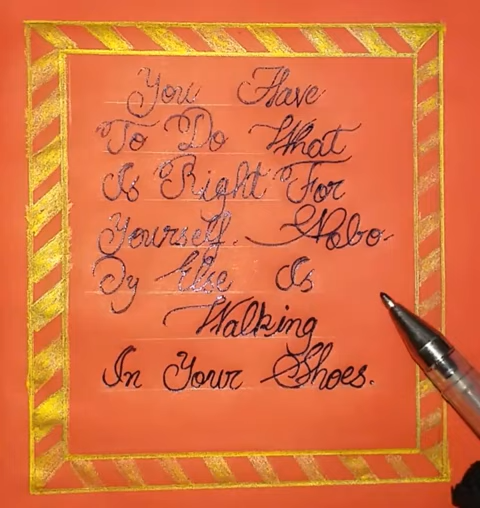 You Have
To Do What
Is Right For
Yourself. Nobo-
Dy Else Is
Walking
In Your Shoes.